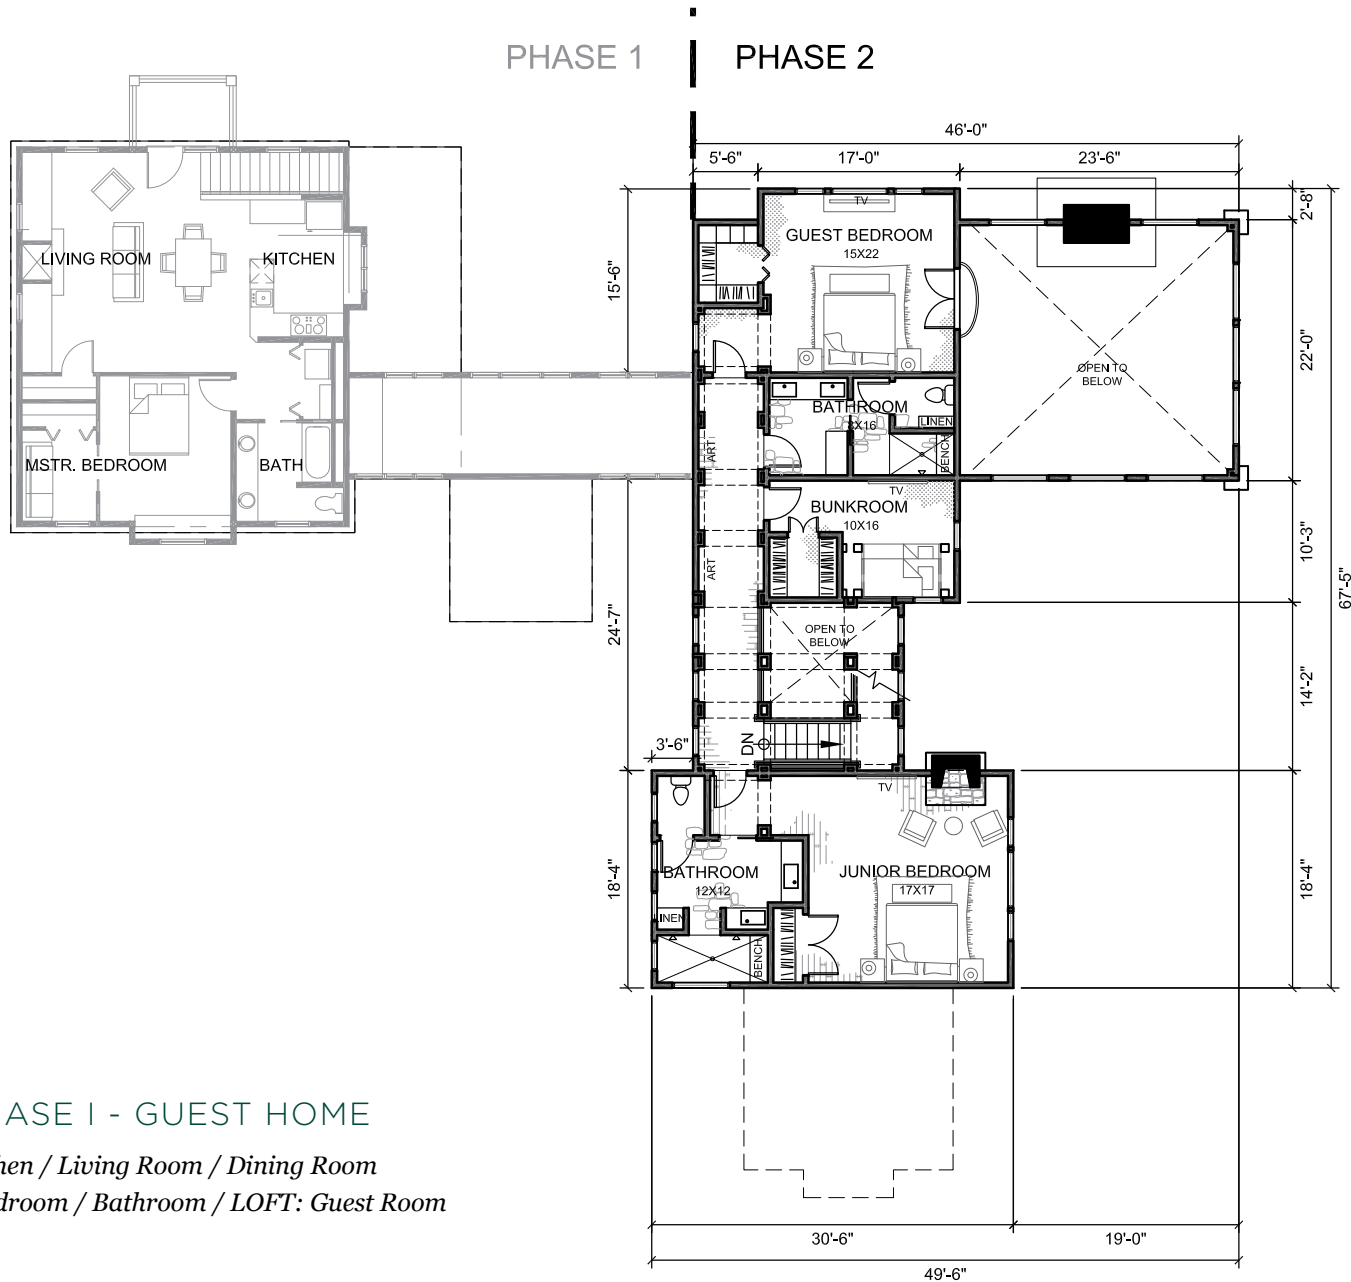 PHASE 1
PHASE 2
46'-0"
5'-6"
17'-0"
23'-6"
2'-8"
TV
GUEST BEDROOM
15X22
LIVING ROOM
KITCHEN
15'-6"
22'-0"
OPEN TO
BELOW
BATHROOM
8X16
LINEN
ART
BENCH
MSTR. BEDROOM
BATH
TV
BUNKROOM
10X16
10'-3"
ART
67'-5"
24'-7"
OPEN TO
BELOW
14'-2"
DN
3'-6"
TV
18'-4"
BATHROOM
12X12
JUNIOR BEDROOM
17X17
18'-4"
LINEN
BENCH
ASE I - GUEST HOME
hen / Living Room / Dining Room
droom / Bathroom / LOFT: Guest Room
30'-6"
19'-0"
49'-6"